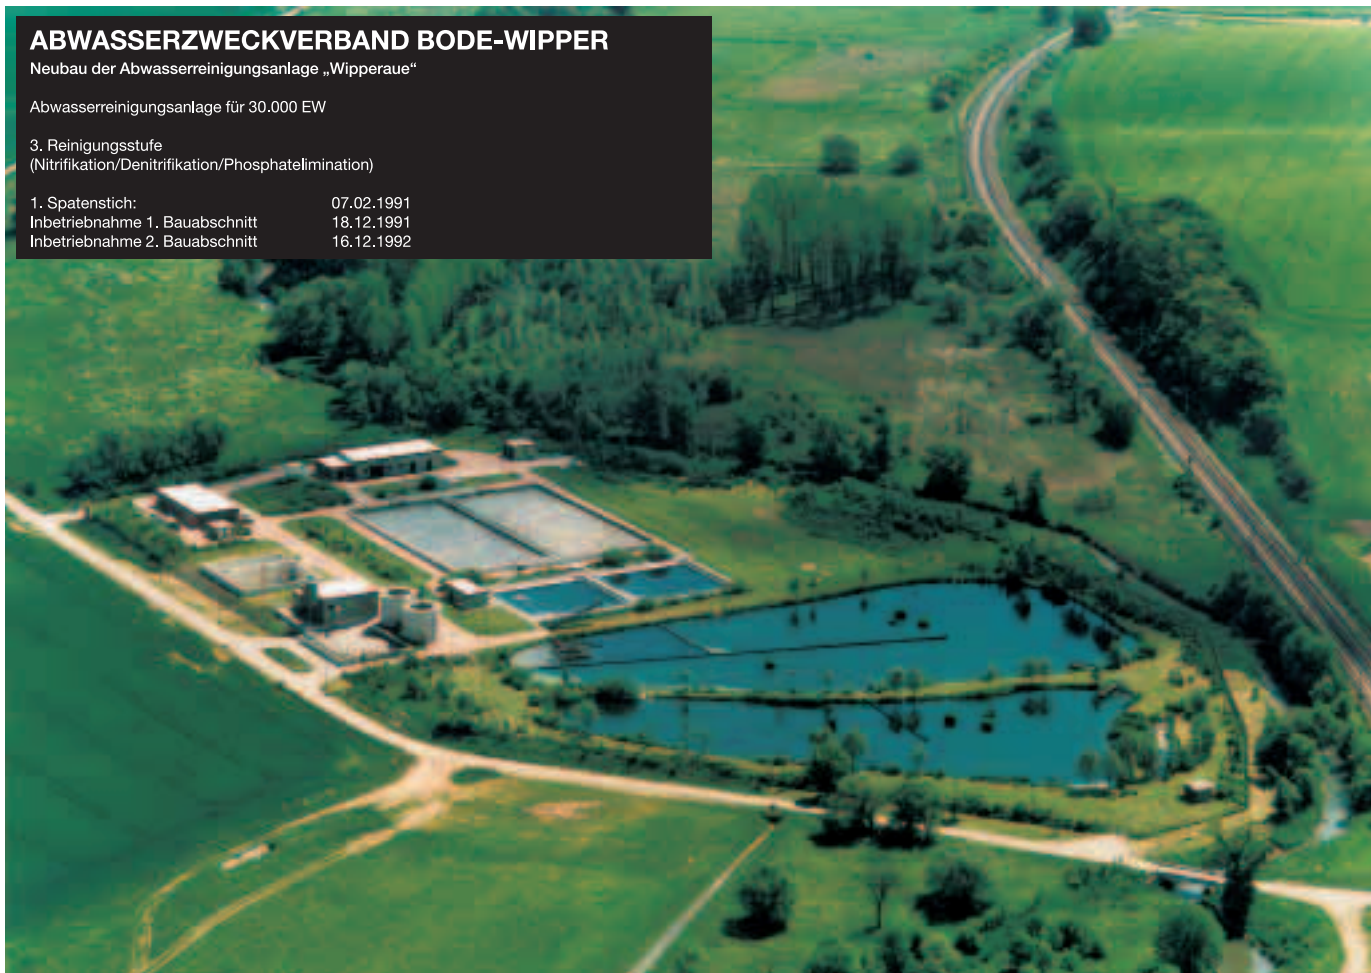 ABWASSERZWECKVERBAND BODE-WIPPER
Neubau der Abwasserreinigungsanlage „Wipperaue“
Abwasserreinigungsanlage für 30.000 EW
3. Reinigungsstufe
(Nitrifikation/Denitrifikation/Phosphatelimination)
1. Spatenstich: 07.02.1991
Inbetriebnahme 1. Bauabschnitt 18.12.1991
Inbetriebnahme 2. Bauabschnitt 16.12.1992